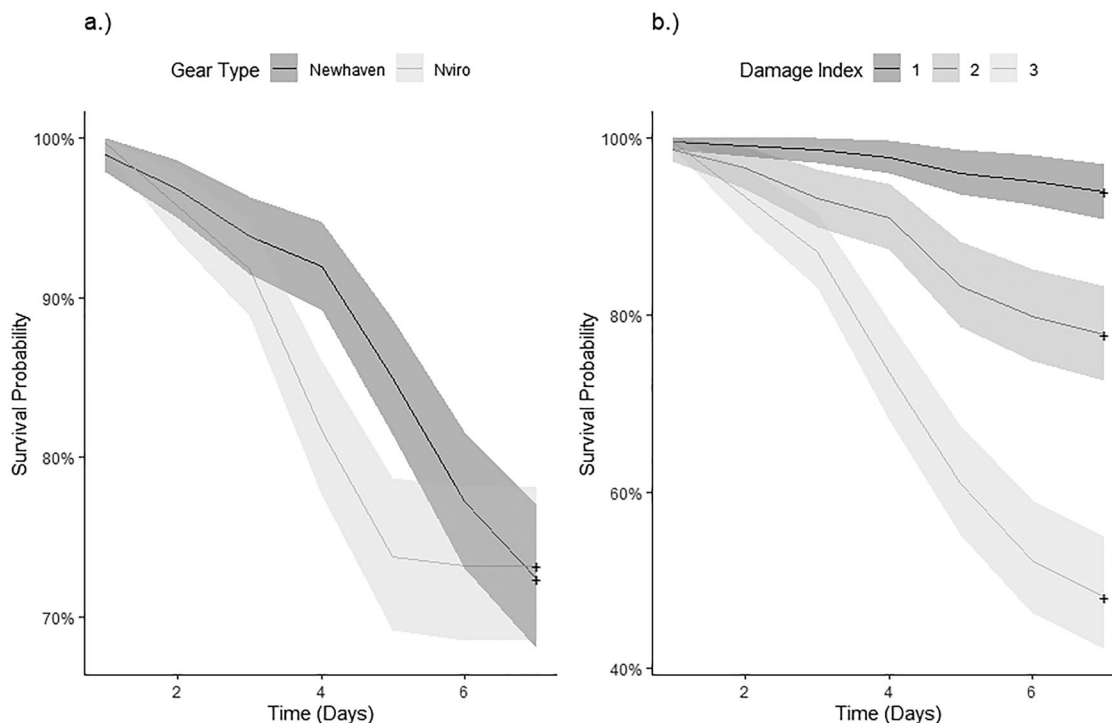 a.)
Gear Type Newhaven Nviro
100%
90%
80%
70%
Survival Probability
2 4 6
Time (Days)
b.)
Damage Index 1 2 3
100%
80%
60%
40%
Survival Probability
2 4 6
Time (Days)